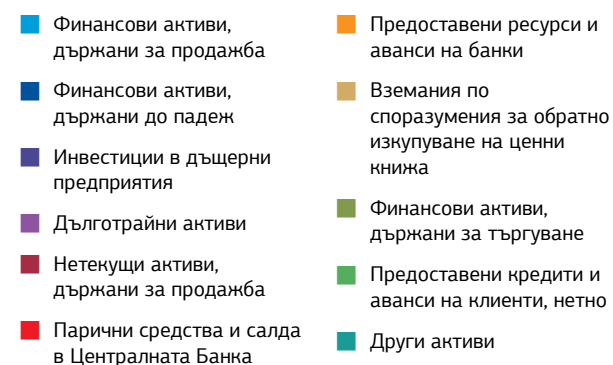 Финансови активи,
държани за продажба
Финансови активи,
държани до падеж
Инвестиции в дъщерни
предприятия
Дълготрайни активи
Нетекущи активи,
държани за продажба
Парични средства и салда
в Централната Банка
Предоставени ресурси и
аванси на банки
Вземания по
споразумения за обратно
изкупуване на ценни
книжа
Финансови активи,
държани за търгуване
Предоставени кредити и
аванси на клиенти, нетно
Други активи